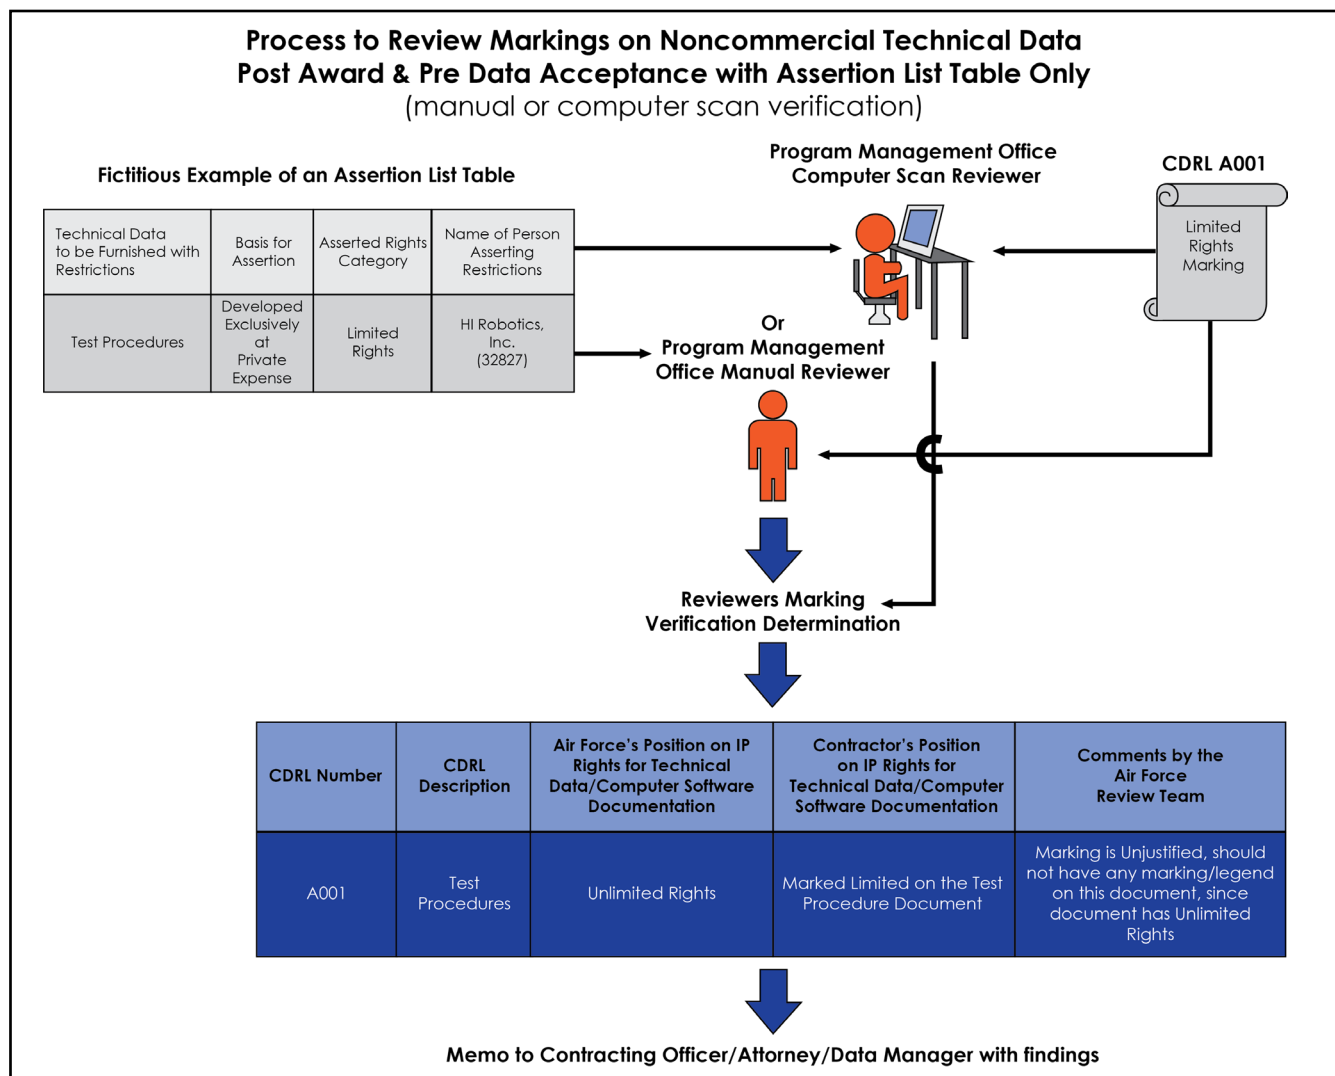 Process to Review Markings on Noncommercial Technical Data
Post Award & Pre Data Acceptance with Assertion List Table Only
(manual or computer scan verification)
Fictitious Example of an Assertion List Table
Technical Data
to be Furnished with
Restrictions
Basis for
Assertion
Asserted Rights
Category
Name of Person
Asserting
Restrictions
Test Procedures
Developed
Exclusively
at
Private
Expense
Limited
Rights
HI Robotics,
Inc.
(32827)
Program Management Office
Computer Scan Reviewer
CDRL A001
Limited
Rights
Marking
Or
Program Management
Office Manual Reviewer
Reviewers Marking
Verification Determination
CDRL Number
CDRL
Description
Air Force's Position on IP
Rights for Technical
Data/Computer Software
Documentation
Contractor's Position
on IP Rights for
Technical Data/Computer
Software Documentation
Comments by the
Air Force
Review Team
A001
Test
Procedures
Unlimited Rights
Marked Limited on the Test
Procedure Document
Marking is Unjustified, should
not have any marking/legend
on this document, since
document has Unlimited
Rights
Memo to Contracting Officer/Attorney/Data Manager with findings